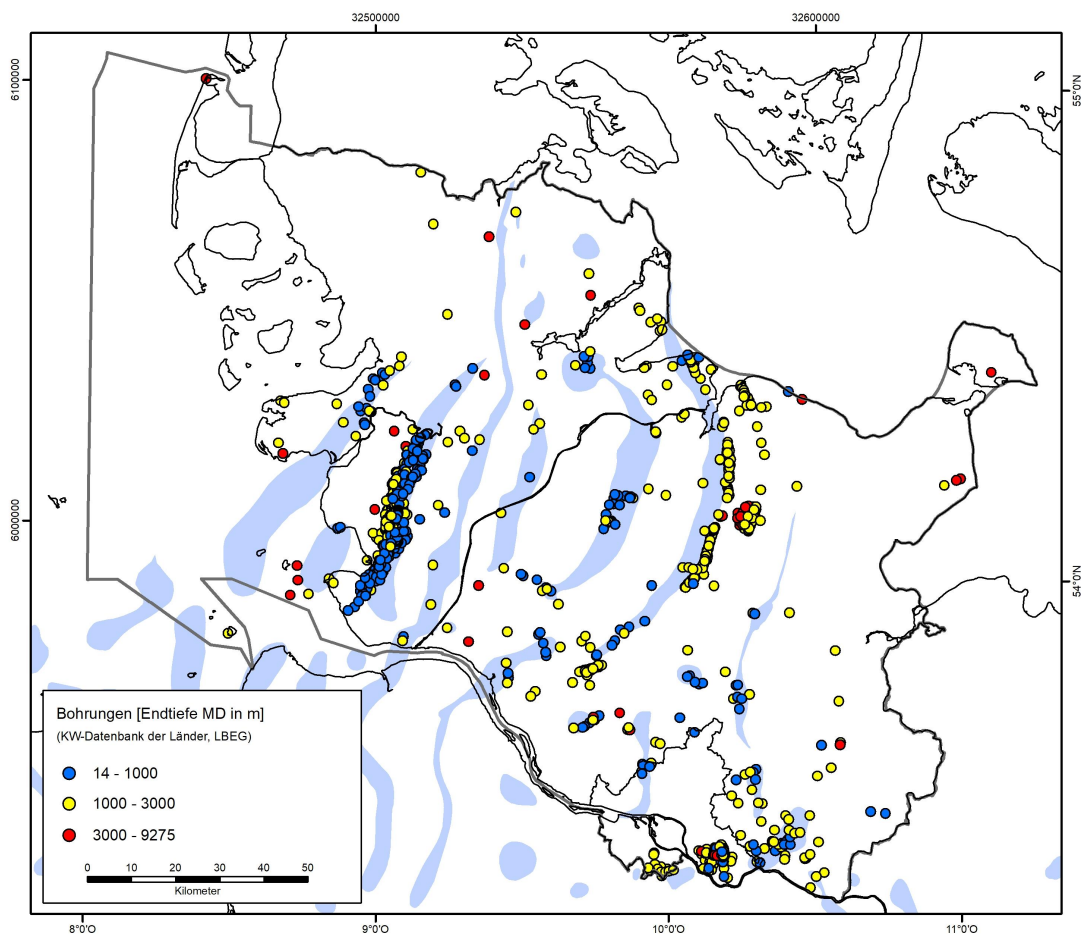 32500000
32600000
6100000
55°0'N
Bohrungen [Endtiefe MD in m]
(KW-Datenbank der Länder, LBEG)
14 - 1000
1000 - 3000
3000 - 9275
0 10 20 30 40 50
Kilometer
6000000
54°0'N
8°0'O
9°0'O
10°0'O
11°0'O